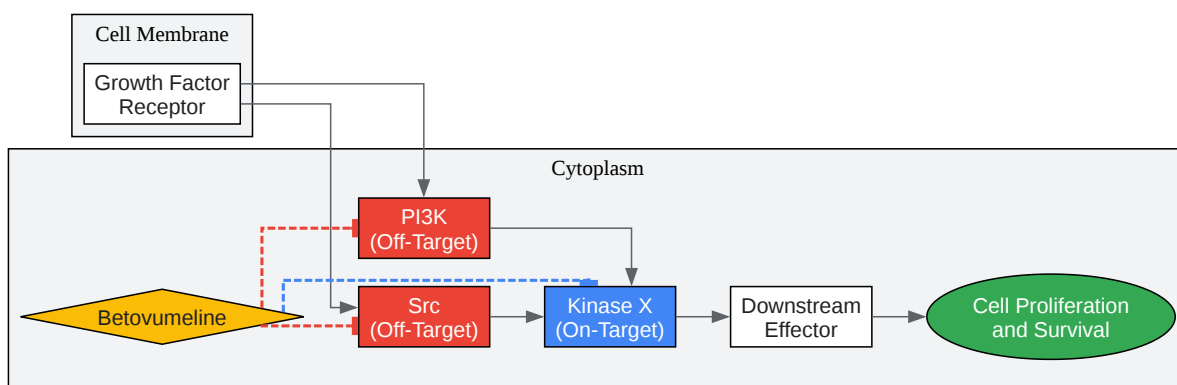 Cell Membrane
Growth Factor
Receptor
Cytoplasm
PI3K
(Off-Target)
Betovumeline
Src
(Off-Target)
Kinase X
(On-Target)
Downstream
Effector
Cell Proliferation
and Survival